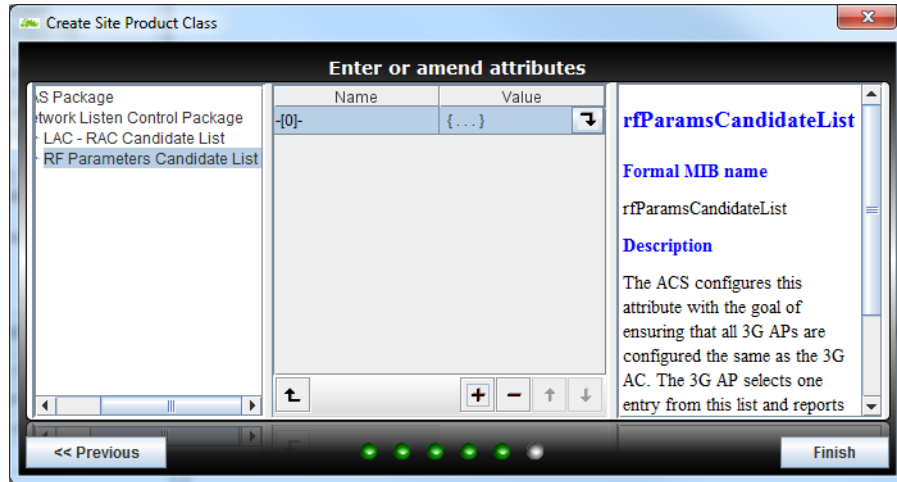 Create Site Product Class
Enter or amend attributes
AS Package
etwork Listen Control Package
LAC - RAC Candidate List
RF Parameters Candidate List
Name Value
-[0]- {...}
rfParamsCandidateList
Formal MIB name
rfParamsCandidateList
Description
The ACS configures this
attribute with the goal of
ensuring that all 3G APs are
configured the same as the 3G
AC. The 3G AP selects one
entry from this list and reports
<< Previous
Finish